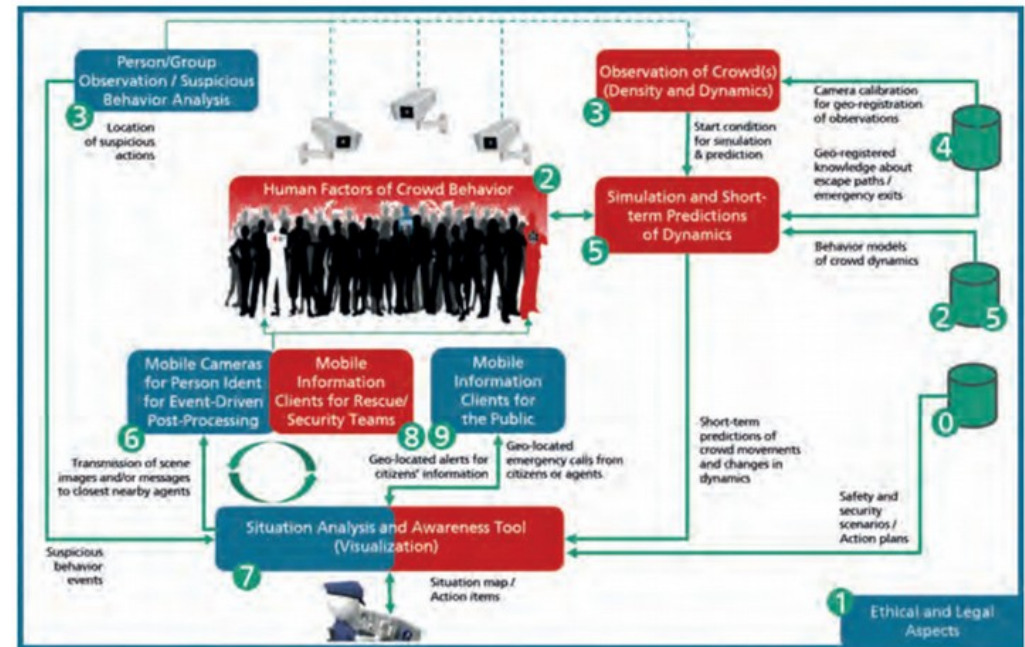 Person/Group
Observation / Suspicious
Behavior Analysis
3
Location
of suspicious
actions
Observation of Crowd(s)
(Density and Dynamics)
3
Start condition
for simulation
& prediction
Camera calibration
for geo-registration
of observations
4
Geo-registered
knowledge about
escape paths /
emergency exits
Human Factors of Crowd Behavior
2
Simulation and Short-
term Predictions
of Dynamics
5
Behavior models
of crowd dynamics
2 5
Mobile Cameras
for Person Ident
for Event-Driven
Post-Processing
6
Mobile
Information
Clients for Rescue/
Security Teams
8
Mobile
Information
Clients for
the Public
9
0
Transmission of scene
images and/or messages
to closest nearby agents
Geo-located alerts for
citizens' information
Geo-located
emergency calls from
citizens or agents
Short-term
predictions of
crowd movements
and changes in
dynamics
Safety and
security
scenarios /
Action plans
Situation Analysis and Awareness Tool
(Visualization)
7
Suspicious
behavior
events
Situation map /
Action items
1
Ethical and Legal
Aspects